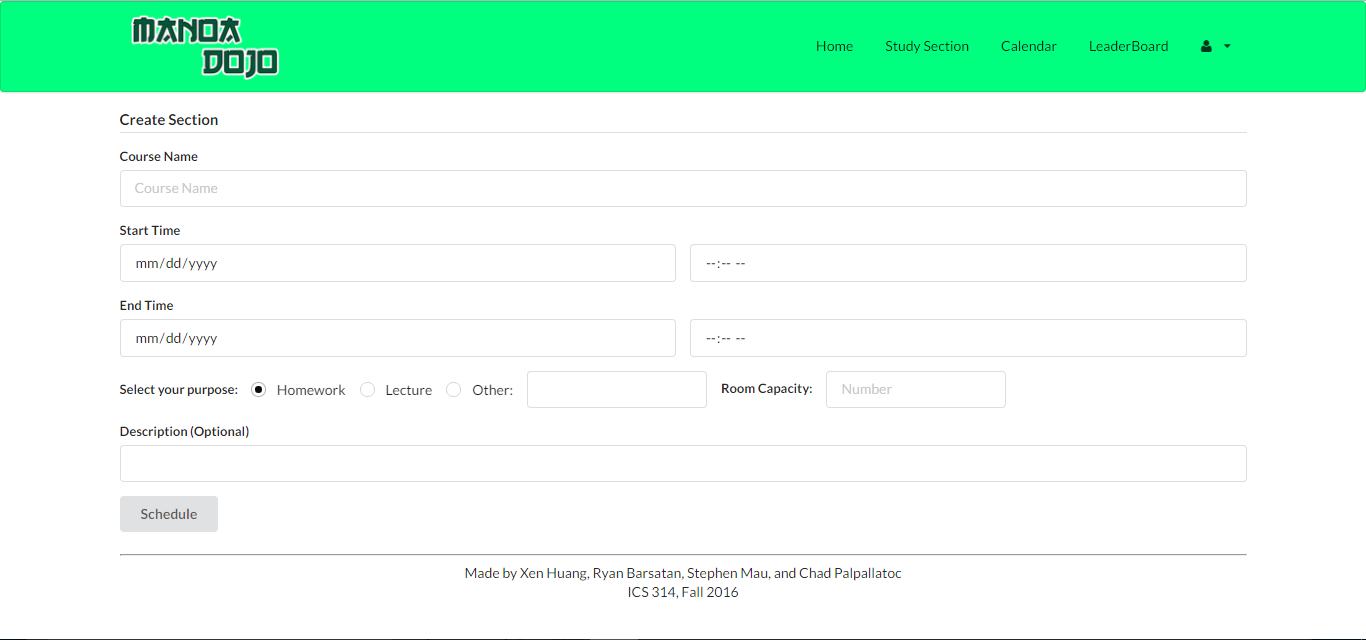 MANOA
DOJO
Home Study Section Calendar LeaderBoard
Create Section
Course Name
Course Name
Start Time
mm/dd/yyyy --:-- --
End Time
mm/dd/yyyy --:-- --
Select your purpose: Homework Lecture Other: Room Capacity: Number
Description (Optional)
Schedule
Made by Xen Huang, Ryan Barsatan, Stephen Mau, and Chad Palpallatoc
ICS 314, Fall 2016